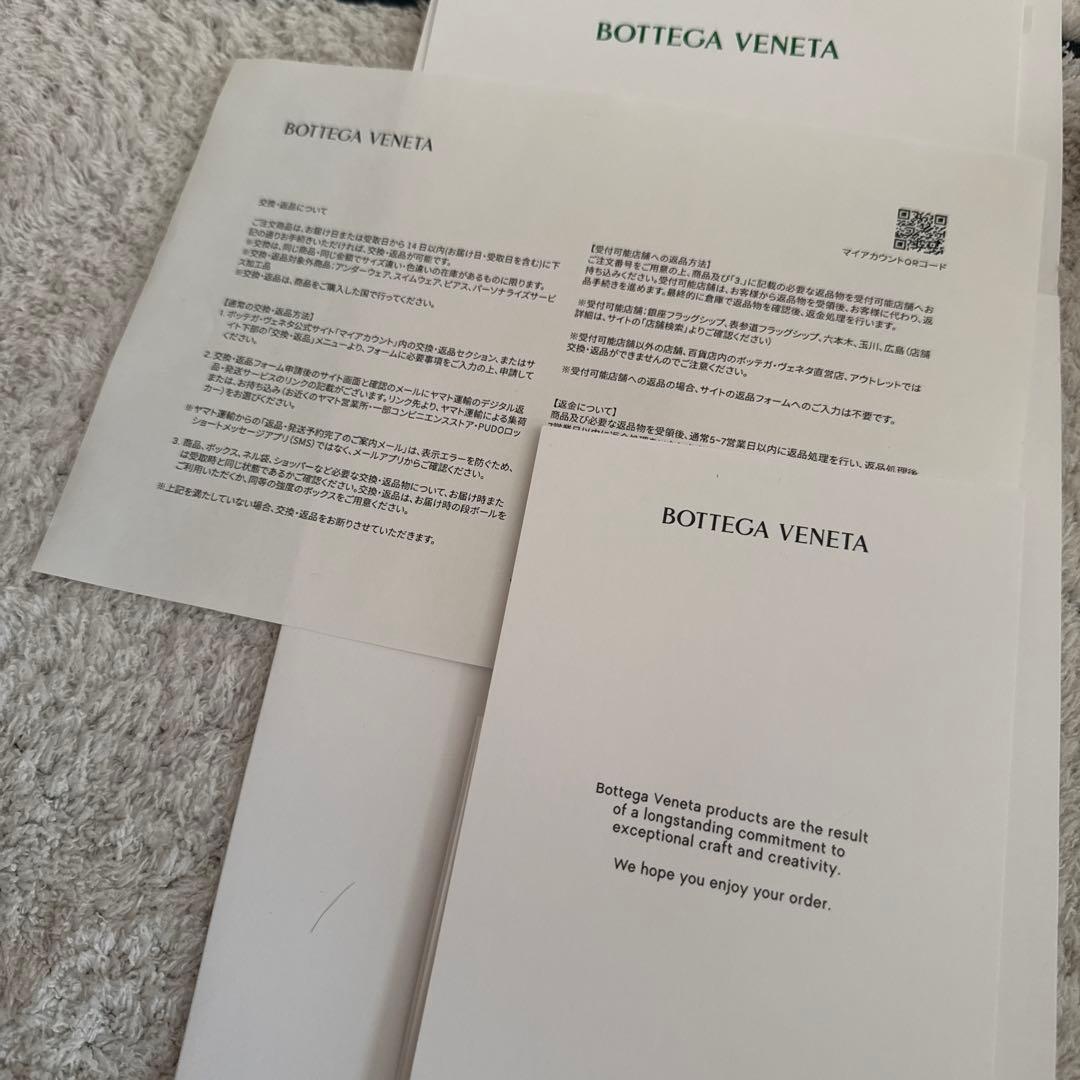 BOTTEGA VENETA
BOTTEGA VENETA
交換・返品について
ご注文商品は、お届け日または受取日から14日以内(お届け日・受取日を含む)に下
記の通りお手続きいただければ、交換・返品が可能です。
※交換は、同じ商品・同じ金額でサイズ違い・色違いの在庫があるものに限ります。
※交換・返品対象外商品：アンダーウェア、スイムウェア、ピアス、パーソナライズサービ
ス加工品
※交換・返品は、商品をご購入した国で行ってください。
【通常の交換・返品方法】
1. ボッテガ・ヴェネタ公式サイト「マイアカウント」内の交換・返品セクション、またはサ
イト下部の「交換・返品」メニューより、フォームに必要事項をご入力の上、申請して
ください。
2. 交換・返品フォーム申請後のサイト画面と確認のメールにヤマト運輸のデジタル返
品・発送サービスのリンクの記載がございます。リンク先より、ヤマト運輸による集荷
または、お持ち込み(お近くのヤマト営業所・一部コンビニエンスストア・PUDOロッ
カー)をお選びください。
※ヤマト運輸からの「返品・発送予約完了のご案内メール」は、表示エラーを防ぐため、
ショートメッセージアプリ(SMS)ではなく、メールアプリからご確認ください。
3. 商品、ボックス、ネル袋、ショッパーなど必要な交換・返品物について、お届け時また
は受取時と同じ状態であるかご確認ください。交換・返品は、お届け時の段ボールを
ご利用いただくか、同等の強度のボックスをご用意ください。
※上記を満たしていない場合、交換・返品をお断りさせていただきます。
マイアカウントQRコード
【受付可能店舗への返品方法】
ご注文番号をご用意の上、商品及び「3.」に記載の必要な返品物を受付可能店舗へお
持ち込みください。受付可能店舗は、お客様から返品物を受領後、お客様に代わり、返
品手続きを進めます。最終的に倉庫で返品物を確認後、返金処理を行います。
※受付可能店舗：銀座フラッグシップ、表参道フラッグシップ、六本木、玉川、広島（店舗
詳細は、サイトの「店舗検索」よりご確認ください）
※受付可能店舗以外の店舗、百貨店内のボッテガ・ヴェネタ直営店、アウトレットでは
交換・返品ができませんのでご注意ください。
※受付可能店舗への返品の場合、サイトの返品フォームへのご入力は不要です。
【返金について】
商品及び必要な返品物を受領後、通常5~7営業日以内に返品処理を行い、返品処理後
BOTTEGA VENETA
Bottega Veneta products are the result
of a longstanding commitment to
exceptional craft and creativity.
We hope you enjoy your order.